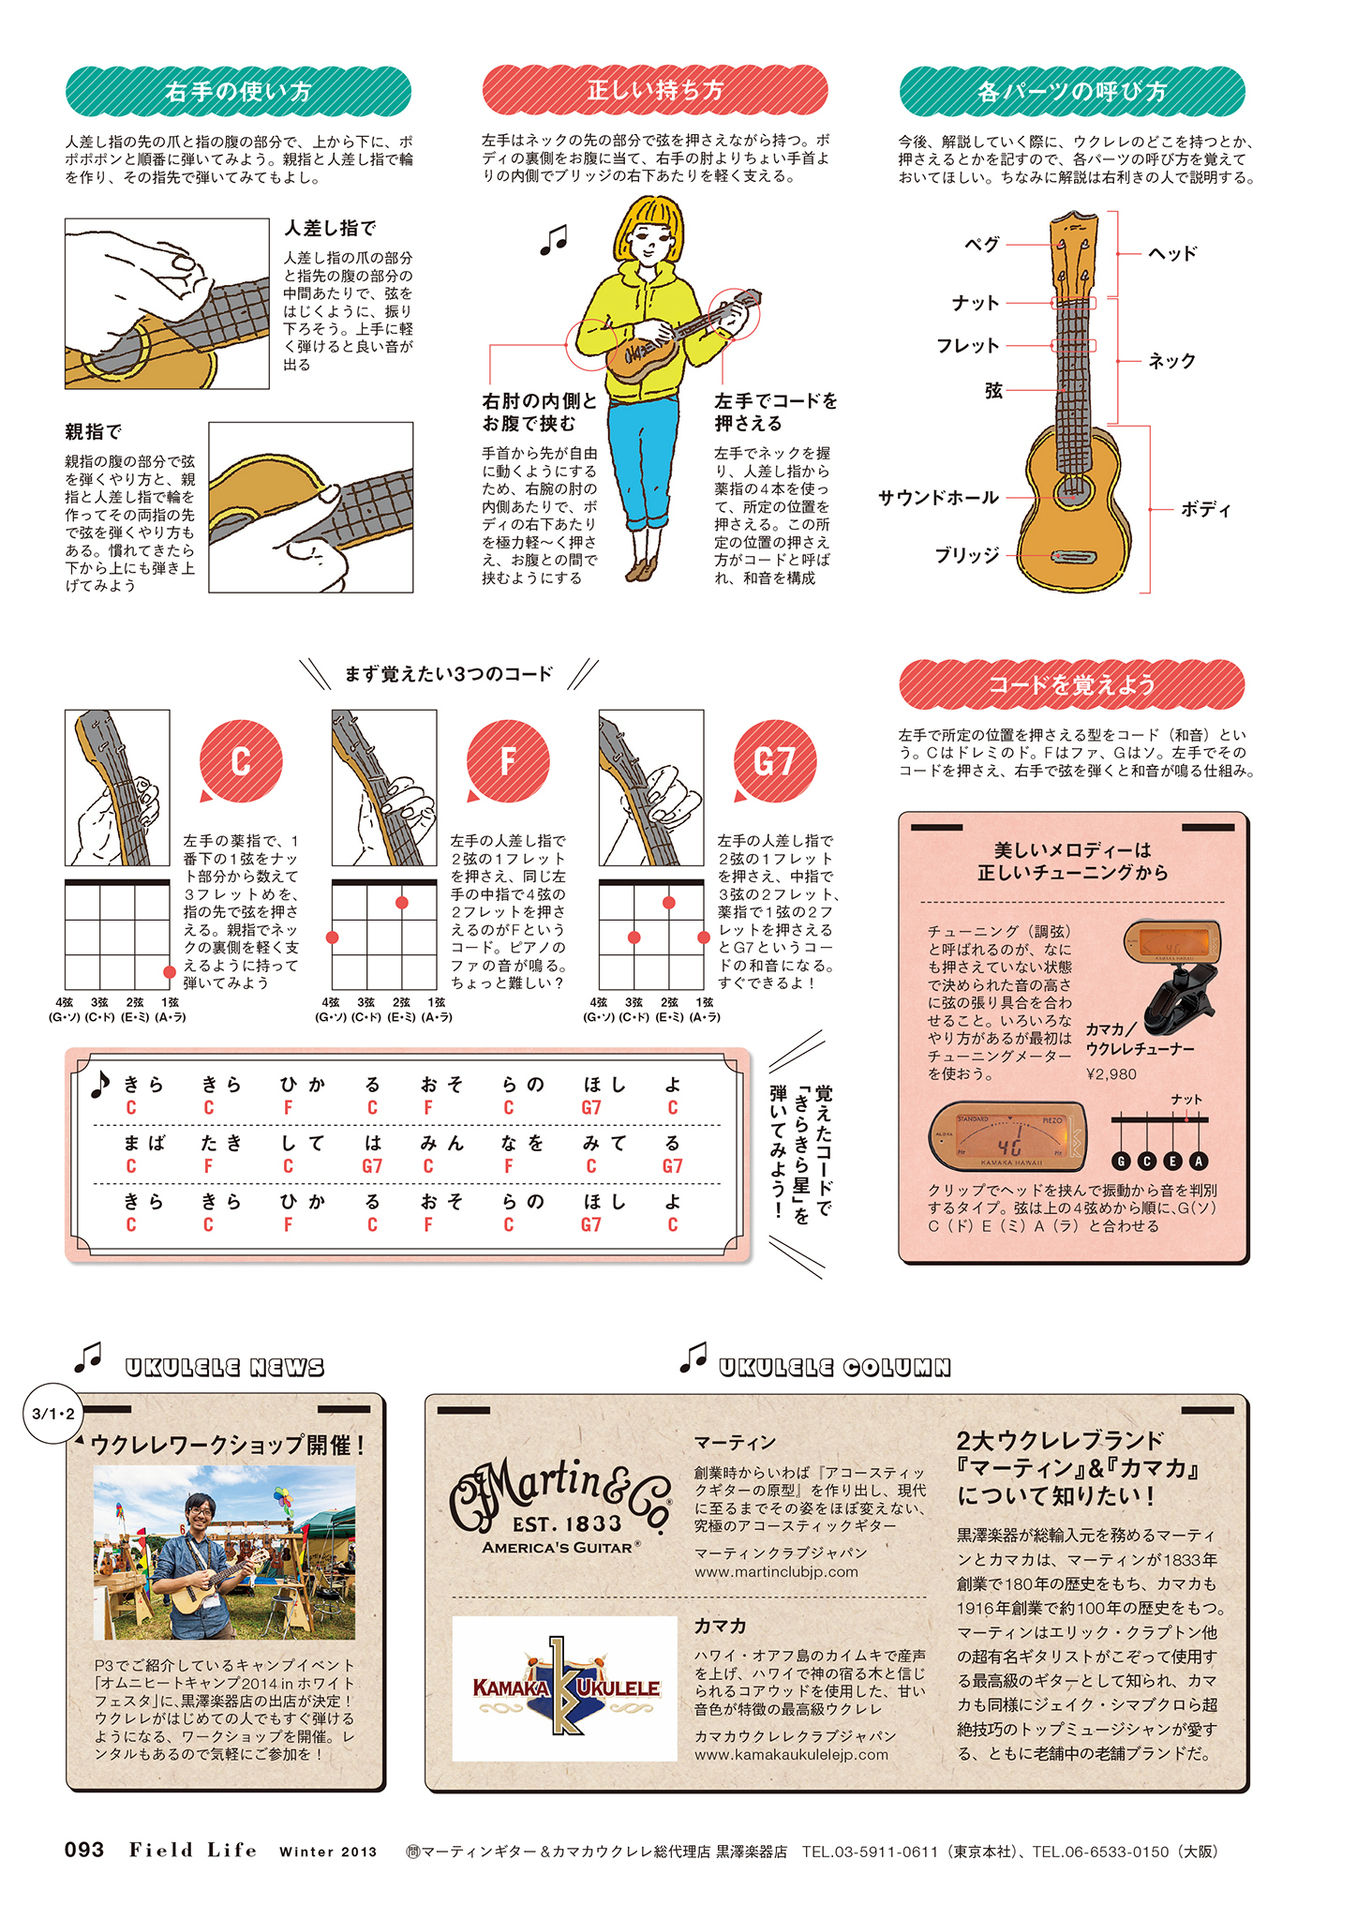 右手の使い方
人差し指の先の爪と指の腹の部分で、上から下に、ポ
ポポポンと順番に弾いてみよう。親指と人差し指で輪
を作り、その指先で弾いてみてもよし。
人差し指で
人差し指の爪の部分
と指先の腹の部分の
中間あたりで、弦を
はじくように、振り
下ろそう。上手に軽
く弾けると良い音が
出る
親指で
親指の腹の部分で弦
を弾くやり方と、親
指と人差し指で輪を
作ってその両指の先
で弦を弾くやり方も
ある。慣れてきたら
下から上にも弾き上
げてみよう
正しい持ち方
左手はネックの先の部分で弦を押さえながら持つ。ボ
ディの裏側をお腹に当て、右手の肘よりちょい手首よ
りの内側でブリッジの右下あたりを軽く支える。
右肘の内側と
お腹で挟む
手首から先が自由
に動くようにする
ため、右腕の肘の
内側あたりで、ボ
ディの右下あたり
を極力軽〜く押さ
え、お腹との間で
挟むようにする
左手でコードを
押さえる
左手でネックを握
り、人差し指から
薬指の4本を使っ
て、所定の位置を
押さえる。この所
定の位置の押さえ
方がコードと呼ば
れ、和音を構成
各パーツの呼び方
今後、解説していく際に、ウクレレのどこを持つとか、
押さえるとかを記すので、各パーツの呼び方を覚えて
おいてほしい。ちなみに解説は右利きの人で説明する。
ペグ
ナット
フレット
弦
サウンドホール
ブリッジ
ヘッド
ネック
ボディ
まず覚えたい3つのコード
C
左手の薬指で、1
番下の1弦をナッ
ト部分から数えて
3フレットめを、
指の先で弦を押さ
える。親指でネッ
クの裏側を軽く支
えるように持って
弾いてみよう
4弦 3弦 2弦 1弦
(G・ソ) (C・ド) (E・ミ) (A・ラ)
F
左手の人差し指で
2弦の1フレット
を押さえ、同じ左
手の中指で4弦の
2フレットを押さ
えるのがFという
コード。ピアノの
ファの音が鳴る。
ちょっと難しい？
4弦 3弦 2弦 1弦
(G・ソ) (C・ド) (E・ミ) (A・ラ)
G7
左手の人差し指で
2弦の1フレット
を押さえ、中指で
3弦の2フレット、
薬指で1弦の2フ
レットを押さえる
とG7というコー
ドの和音になる。
すぐできるよ！
4弦 3弦 2弦 1弦
(G・ソ) (C・ド) (E・ミ) (A・ラ)
コードを覚えよう
左手で所定の位置を押さえる型をコード（和音）とい
う。Cはドレミのド。Fはファ、Gはソ。左手でその
コードを押さえ、右手で弦を弾くと和音が鳴る仕組み。
美しいメロディーは
正しいチューニングから
チューニング（調弦）
と呼ばれるのが、なに
も押さえていない状態
で決められた音の高さ
に弦の張り具合を合わ
せること。いろいろな
やり方があるが最初は
チューニングメーター
を使おう。
カマカ／
ウクレレチューナー
¥2,980
ナット
G C E A
STANDARD PIEZO
ALOHA
4G
Hz
KAMAKA HAWAII
クリップでヘッドを挟んで振動から音を判別
するタイプ。弦は上の4弦めから順に、G（ソ）
C（ド）E（ミ）A（ラ）と合わせる
覚えたコードで
「きらきら星」を
弾いてみよう！
きら きら ひか る おそ らの ほし よ
C C F C F C G7 C
まば たき して は みん なを みて る
C F C G7 C F C G7
きら きら ひか る おそ らの ほし よ
C C F C F C G7 C
UKULELE NEWS
3/1・2
ウクレレワークショップ開催！
P3でご紹介しているキャンプイベント
「オムニヒートキャンプ2014 in ホワイト
フェスタ」に、黒澤楽器店の出店が決定！
ウクレレがはじめての人でもすぐ弾ける
ようになる、ワークショップを開催。レ
ンタルもあるので気軽にご参加を！
UKULELE COLUMN
CF Martin & Co.®
EST. 1833
AMERICA'S GUITAR®
マーティン
創業時からいわば『アコースティッ
クギターの原型』を作り出し、現代
に至るまでその姿をほぼ変えない、
究極のアコースティックギター
マーティンクラブジャパン
www.martinclubjp.com
KAMAKA UKULELE
カマカ
ハワイ・オアフ島のカイムキで産声
を上げ、ハワイで神の宿る木と信じ
られるコアウッドを使用した、甘い
音色が特徴の最高級ウクレレ
カマカウクレレクラブジャパン
www.kamakaukulelejp.com
2大ウクレレブランド
『マーティン』&『カマカ』
について知りたい！
黒澤楽器が総輸入元を務めるマーティ
ンとカマカは、マーティンが1833年
創業で180年の歴史をもち、カマカも
1916年創業で約100年の歴史をもつ。
マーティンはエリック・クラプトン他
の超有名ギタリストがこぞって使用す
る最高級のギターとして知られ、カマ
カも同様にジェイク・シマブクロら超
絶技巧のトップミュージシャンが愛す
る、ともに老舗中の老舗ブランドだ。
093 Field Life Winter 2013 ㉄マーティンギター＆カマカウクレレ総代理店 黒澤楽器店 TEL.03-5911-0611（東京本社）、TEL.06-6533-0150（大阪）